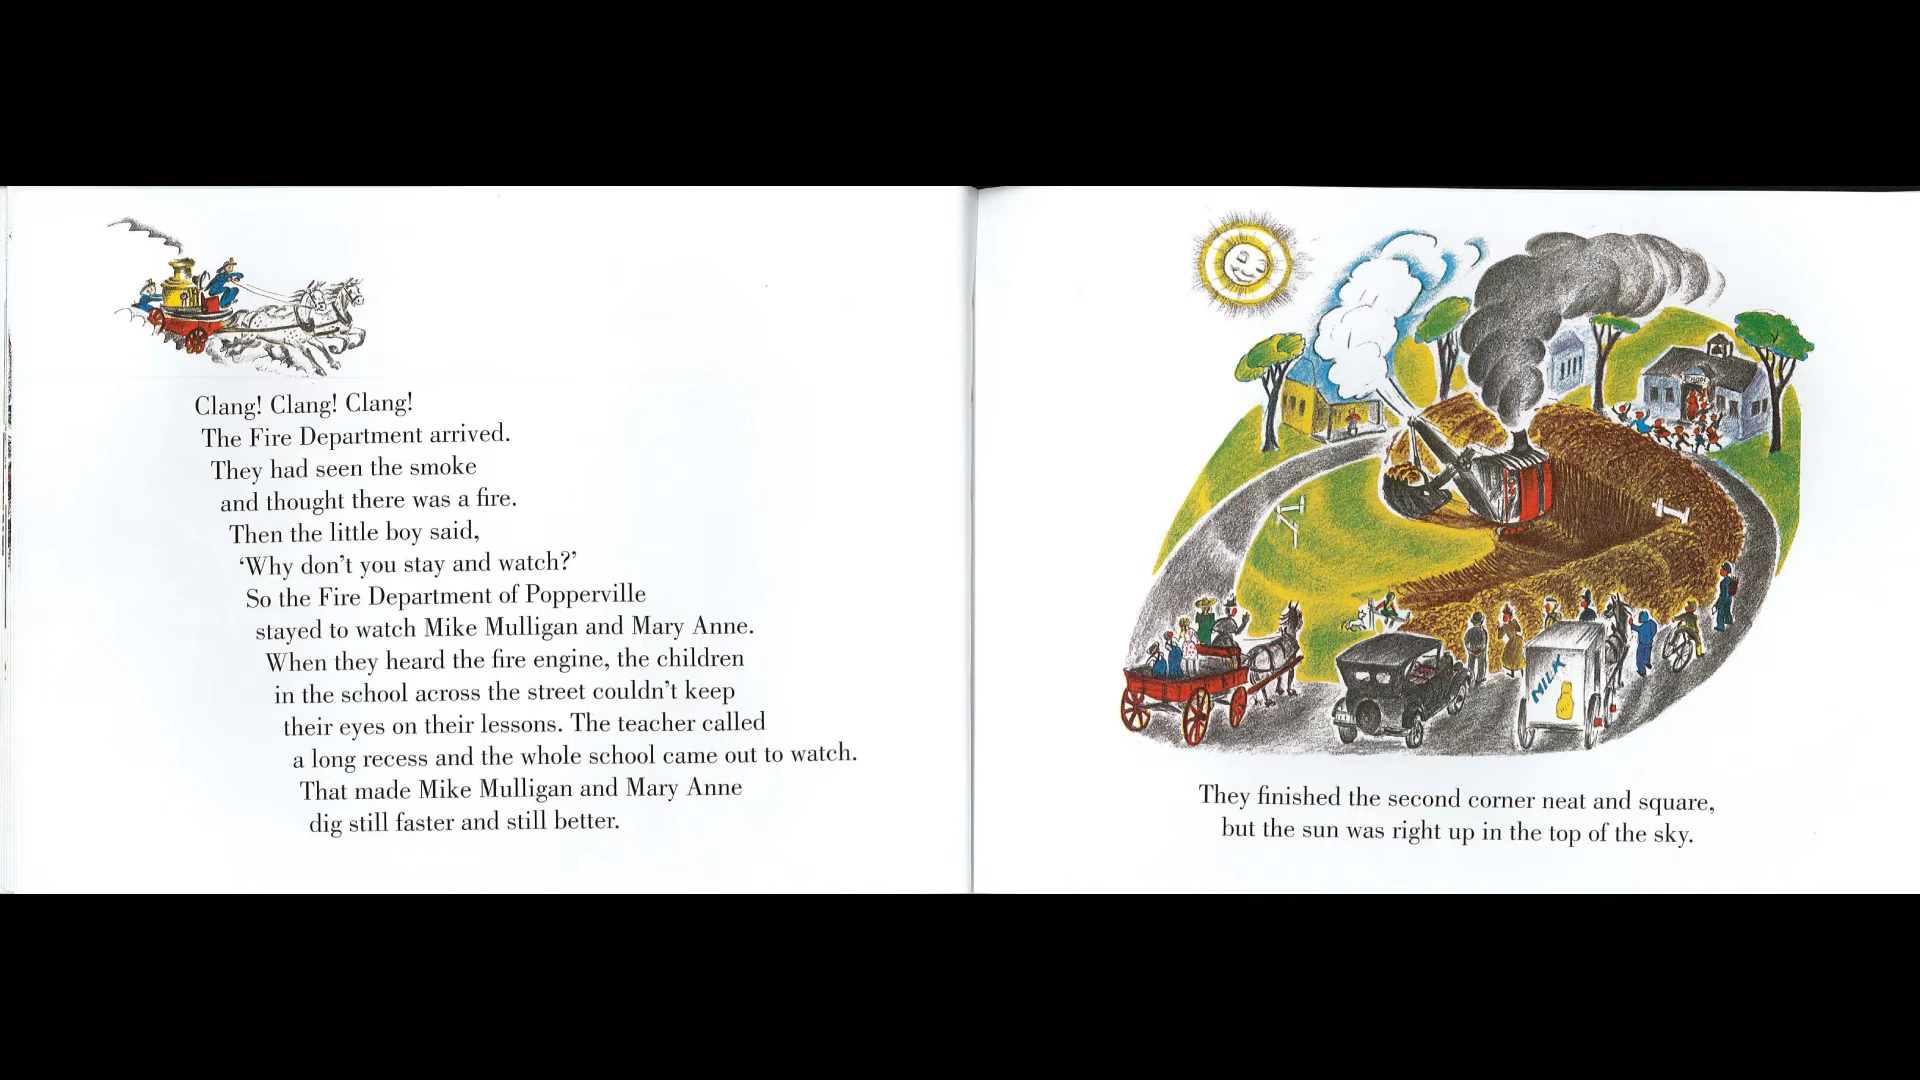 Clang! Clang! Clang!
The Fire Department arrived.
They had seen the smoke
and thought there was a fire.
Then the little boy said,
‘Why don’t you stay and watch?’
So the Fire Department of Popperville
stayed to watch Mike Mulligan and Mary Anne.
When they heard the fire engine, the children
in the school across the street couldn’t keep
their eyes on their lessons. The teacher called
a long recess and the whole school came out to watch.
That made Mike Mulligan and Mary Anne
dig still faster and still better.
MILK
They finished the second corner neat and square,
but the sun was right up in the top of the sky.